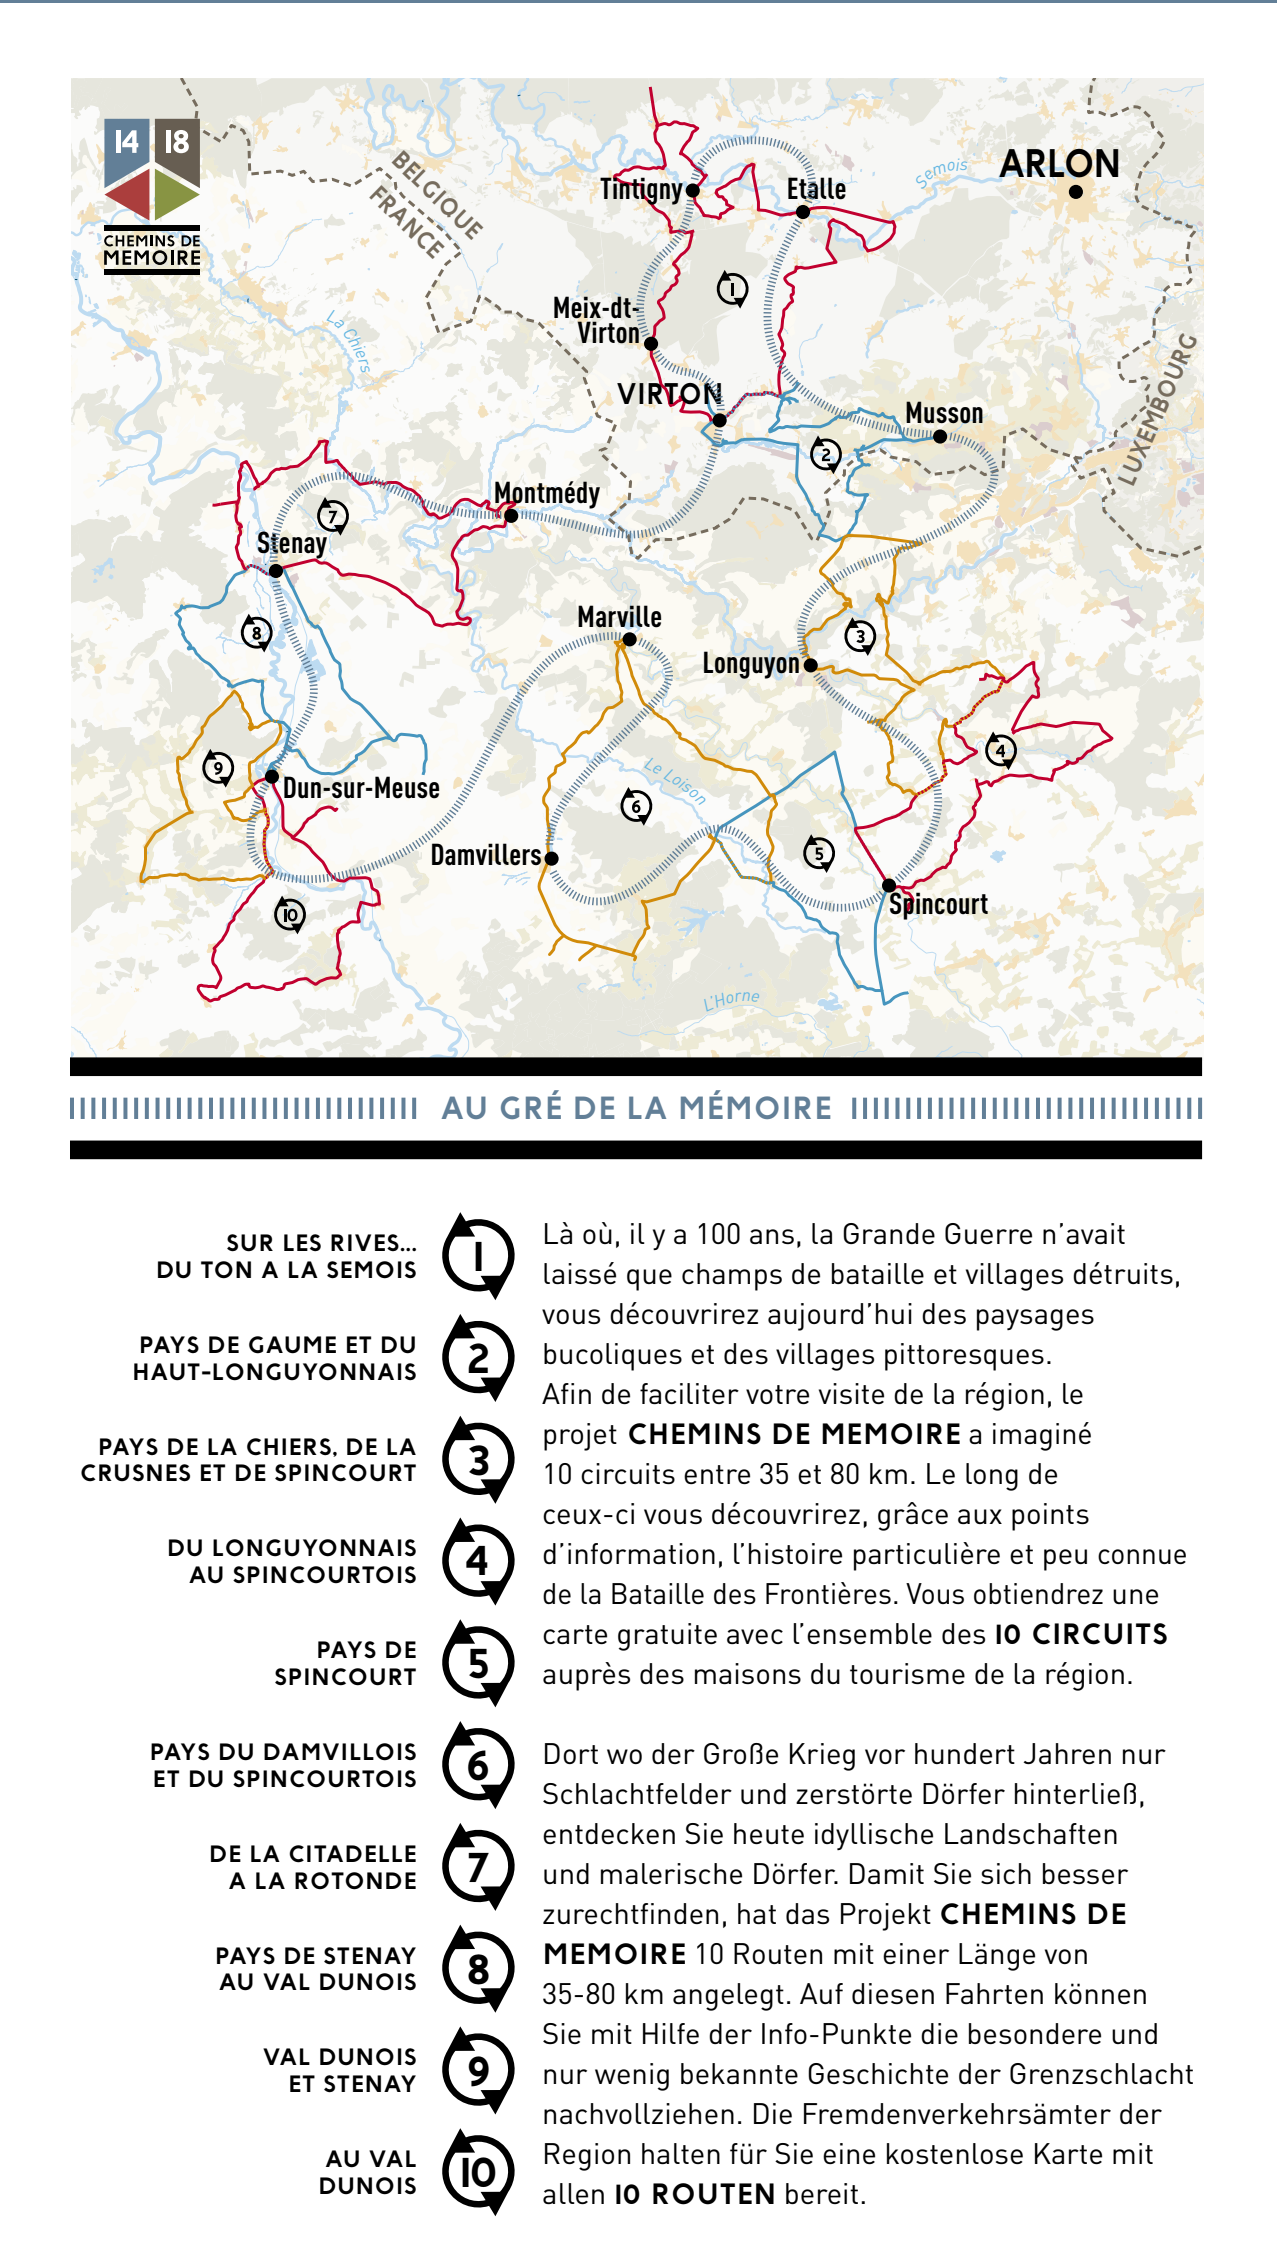 14 18
CHEMINS DE
MEMOIRE
BELGIQUE
FRANCE
Tintigny
Etalle
Semois
ARLON
1
Meix-dt-
Virton
La Chiers
LUXEMBOURG
VIRTON
Musson
2
Montmédy
7
Stenay
Marville
8
3
Longuyon
9
4
Dun-sur-Meuse
Le Loison
6
Damvillers
5
Spincourt
10
L'Horne
AU GRÉ DE LA MÉMOIRE
SUR LES RIVES...
DU TON A LA SEMOIS
1
PAYS DE GAUME ET DU
HAUT-LONGUYONNAIS
2
PAYS DE LA CHIERS, DE LA
CRUSNES ET DE SPINCOURT
3
DU LONGUYONNAIS
AU SPINCOURTOIS
4
PAYS DE
SPINCOURT
5
PAYS DU DAMVILLOIS
ET DU SPINCOURTOIS
6
DE LA CITADELLE
A LA ROTONDE
7
PAYS DE STENAY
AU VAL DUNOIS
8
VAL DUNOIS
ET STENAY
9
AU VAL
DUNOIS
10
Là où, il y a 100 ans, la Grande Guerre n'avait
laissé que champs de bataille et villages détruits,
vous découvrirez aujourd'hui des paysages
bucoliques et des villages pittoresques.
Afin de faciliter votre visite de la région, le
projet CHEMINS DE MEMOIRE a imaginé
10 circuits entre 35 et 80 km. Le long de
ceux-ci vous découvrirez, grâce aux points
d'information, l'histoire particulière et peu connue
de la Bataille des Frontières. Vous obtiendrez une
carte gratuite avec l'ensemble des 10 CIRCUITS
auprès des maisons du tourisme de la région.
Dort wo der Große Krieg vor hundert Jahren nur
Schlachtfelder und zerstörte Dörfer hinterließ,
entdecken Sie heute idyllische Landschaften
und malerische Dörfer. Damit Sie sich besser
zurechtfinden, hat das Projekt CHEMINS DE
MEMOIRE 10 Routen mit einer Länge von
35-80 km angelegt. Auf diesen Fahrten können
Sie mit Hilfe der Info-Punkte die besondere und
nur wenig bekannte Geschichte der Grenzschlacht
nachvollziehen. Die Fremdenverkehrsämter der
Region halten für Sie eine kostenlose Karte mit
allen 10 ROUTEN bereit.